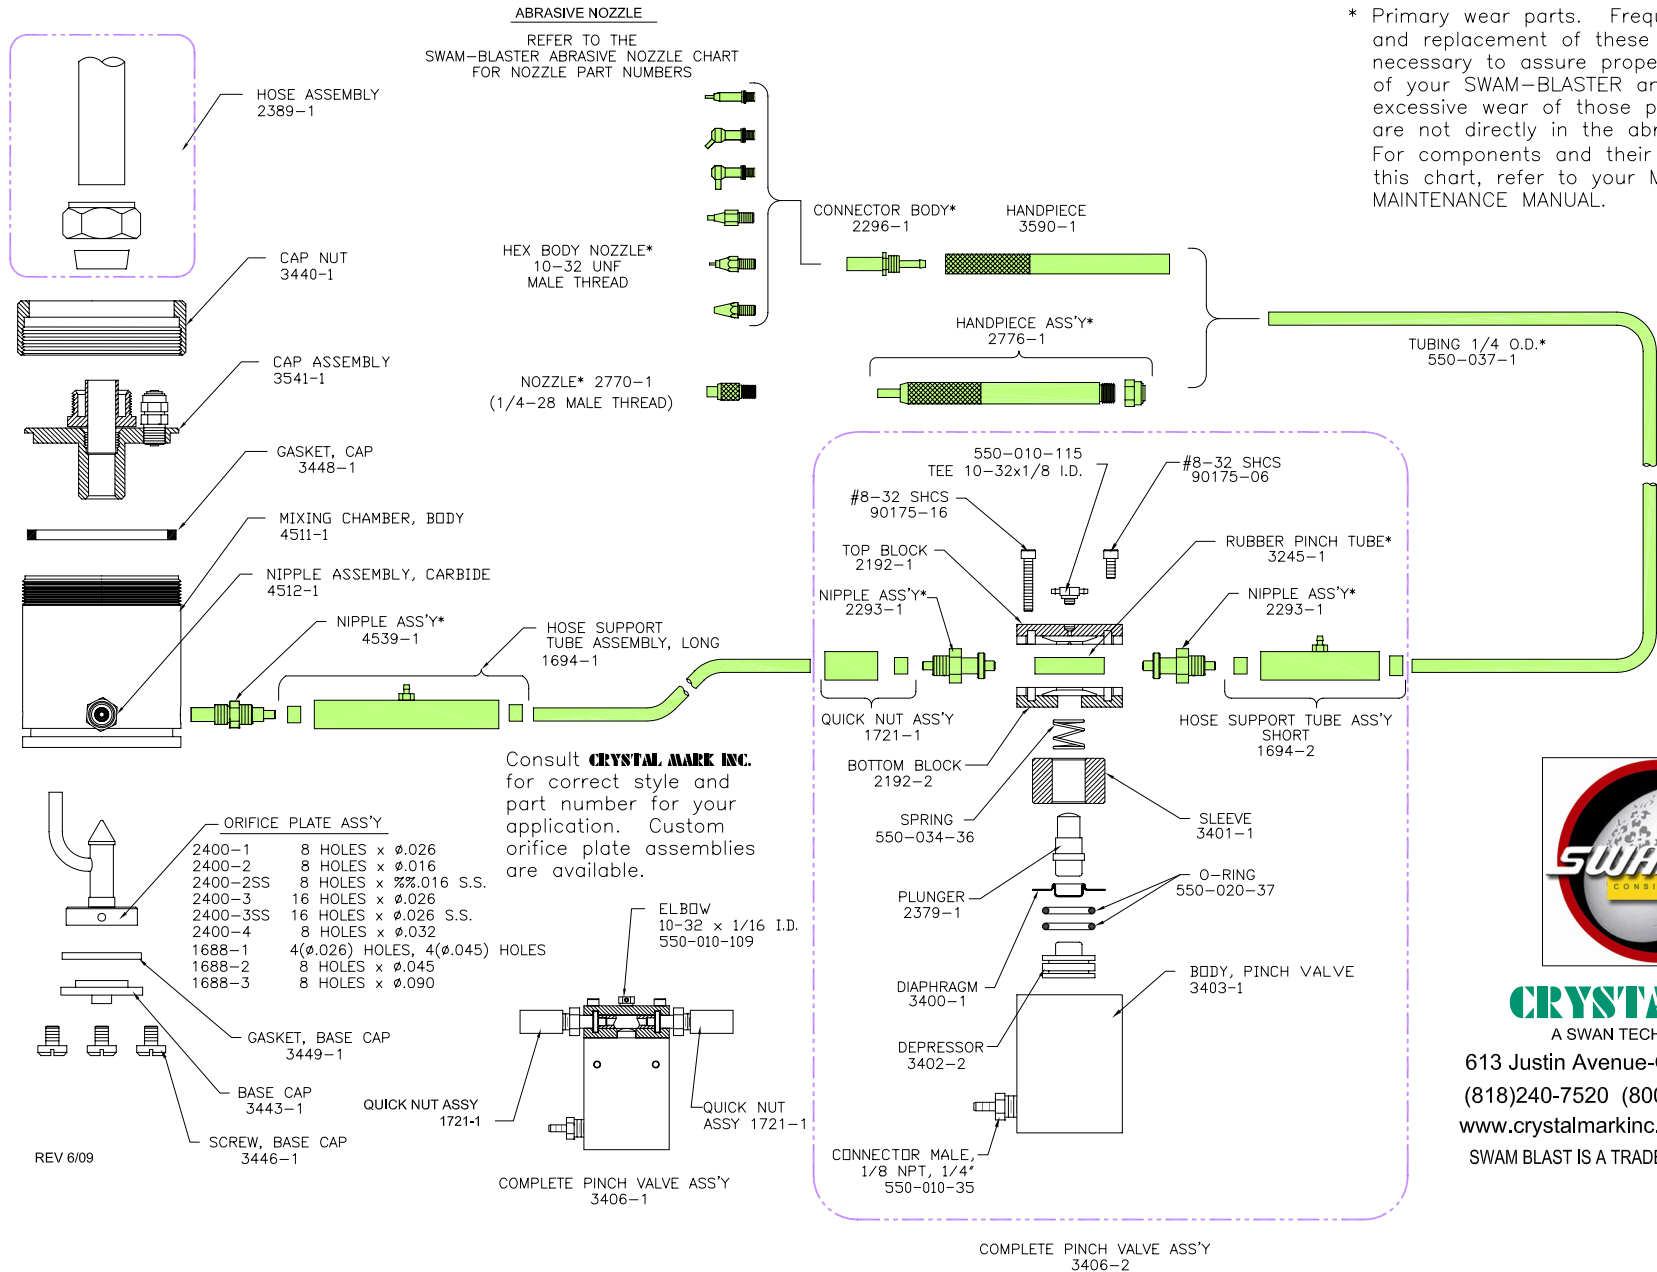 ABRASIVE NOZZLE
REFER TO THE
SWAM-BLASTER ABRASIVE NOZZLE CHART
FOR NOZZLE PART NUMBERS
* Primary wear parts.
and replacement of these
necessary to assure
of your SWAM-BLASTER
excessive wear of those
are not directly in the
For components and their
this chart, refer to your
MAINTENANCE MANUAL.
HOSE ASSEMBLY
2389-1
CAP NUT
3440-1
CAP ASSEMBLY
3541-1
GASKET, CAP
3448-1
MIXING CHAMBER, BODY
4511-1
NIPPLE ASSEMBLY, CARBIDE
4512-1
NIPPLE ASS'Y*
4539-1
HOSE SUPPORT
TUBE ASSEMBLY, LONG
1694-1
HEX BODY NOZZLE*
10-32 UNF
MALE THREAD
NOZZLE* 2770-1
(1/4-28 MALE THREAD)
CONNECTOR BODY*
2296-1
HANDPIECE
3590-1
HANDPIECE ASS'Y*
2776-1
TUBING 1/4 O.D.*
550-037-1
550-010-115
TEE 10-32x1/8 I.D.
#8-32 SHCS
90175-06
#8-32 SHCS
90175-16
TOP BLOCK
2192-1
RUBBER PINCH TUBE*
3245-1
NIPPLE ASS'Y*
2293-1
NIPPLE ASS'Y*
2293-1
QUICK NUT ASS'Y
1721-1
HOSE SUPPORT TUBE ASS'Y
SHORT
1694-2
BOTTOM BLOCK
2192-2
SPRING
550-034-36
SLEEVE
3401-1
PLUNGER
2379-1
O-RING
550-020-37
DIAPHRAGM
3400-1
BODY, PINCH VALVE
3403-1
DEPRESSOR
3402-2
CONNECTOR MALE,
1/8 NPT, 1/4"
550-010-35
COMPLETE PINCH VALVE ASS'Y
3406-2
Consult CRYSTAL MARK INC.
for correct style and
part number for your
application. Custom
orifice plate assemblies
are available.
ORIFICE PLATE ASS'Y
2400-1 8 HOLES x ø.026
2400-2 8 HOLES x ø.016
2400-2SS 8 HOLES x %%.016 S.S.
2400-3 16 HOLES x ø.026
2400-3SS 16 HOLES x ø.026 S.S.
2400-4 8 HOLES x ø.032
1688-1 4(ø.026) HOLES, 4(ø.045) HOLES
1688-2 8 HOLES x ø.045
1688-3 8 HOLES x ø.090
GASKET, BASE CAP
3449-1
BASE CAP
3443-1
SCREW, BASE CAP
3446-1
REV 6/09
ELBOW
10-32 x 1/16 I.D.
550-010-109
QUICK NUT ASSY
1721-1
QUICK NUT
ASSY 1721-1
COMPLETE PINCH VALVE ASS'Y
3406-1
A SWAN
613 Justin Avenue-
(818)240-7520
www.crystalmarkinc.
SWAM BLAST IS A